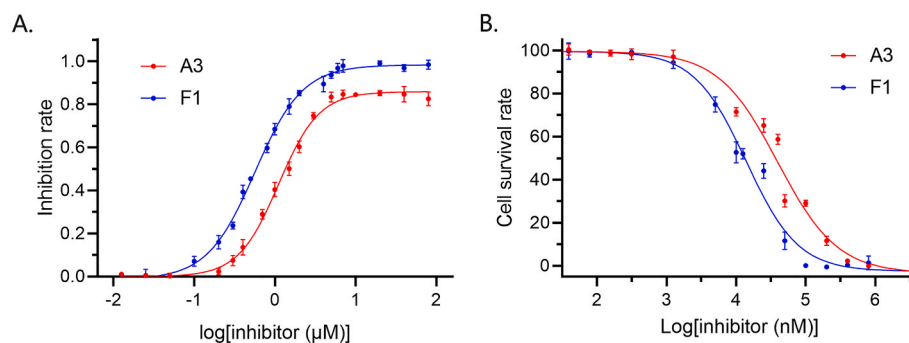 A.
Inhibition rate
1.0
0.8
0.6
0.4
0.2
0.0
A3
F1
-2 -1 0 1 2
log[inhibitor (µM)]
B.
Cell survival rate
100
80
60
40
20
0
A3
F1
2 3 4 5 6
Log[inhibitor (nM)]